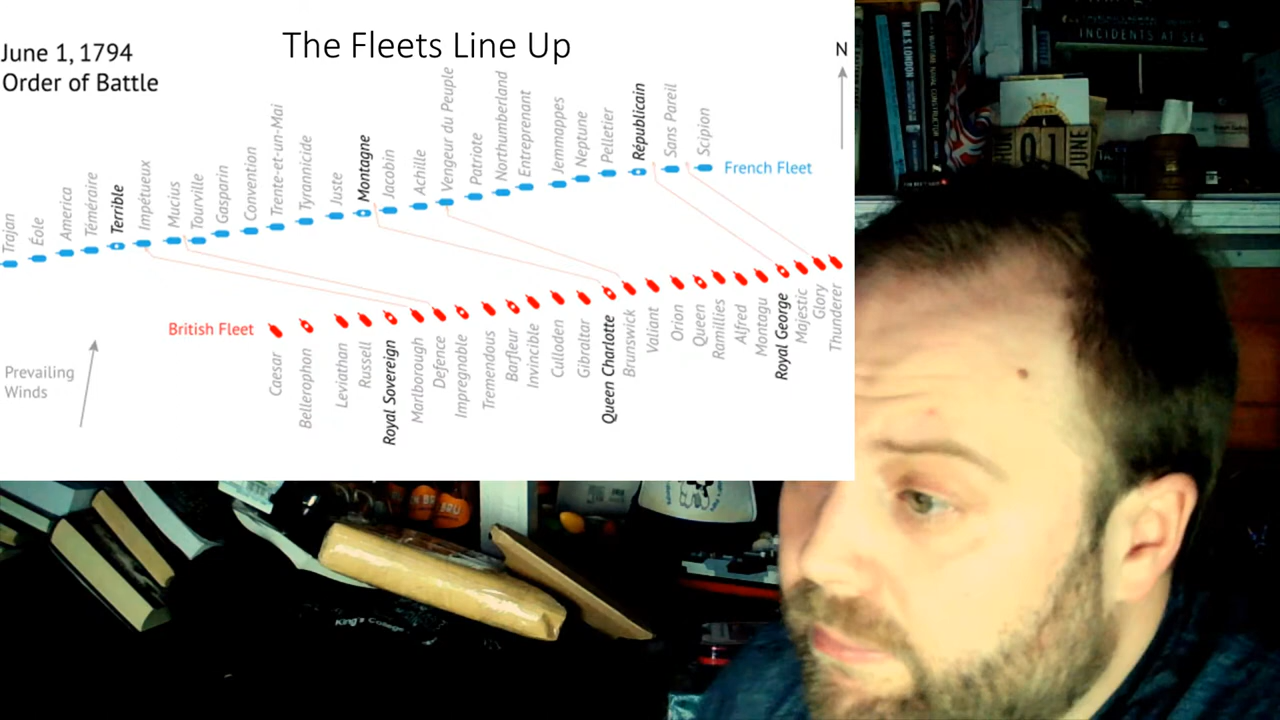 The Fleets Line Up
June 1, 1794
Order of Battle
N
Trajan
Éole
America
Téméraire
Terrible
Impétueux
Mucius
Tourville
Gasparin
Convention
Trente-et-un-Mai
Tyrannicide
Juste
Montagne
Jacobin
Achille
Vengeur du Peuple
Patriote
Northumberland
Entreprenant
Jemmappes
Neptune
Pelletier
Républicain
Sans Pareil
Scipion
French Fleet
British Fleet
Caesar
Bellerophon
Leviathan
Russell
Royal Sovereign
Marlborough
Defence
Impregnable
Tremendous
Barfleur
Invincible
Culloden
Gibraltar
Queen Charlotte
Brunswick
Valiant
Orion
Queen
Ramillies
Alfred
Montagu
Royal George
Majestic
Glory
Thunderer
Prevailing
Winds
INCIDENTS AT SEA
H.M.S LONDON
01
JUNE
King's College